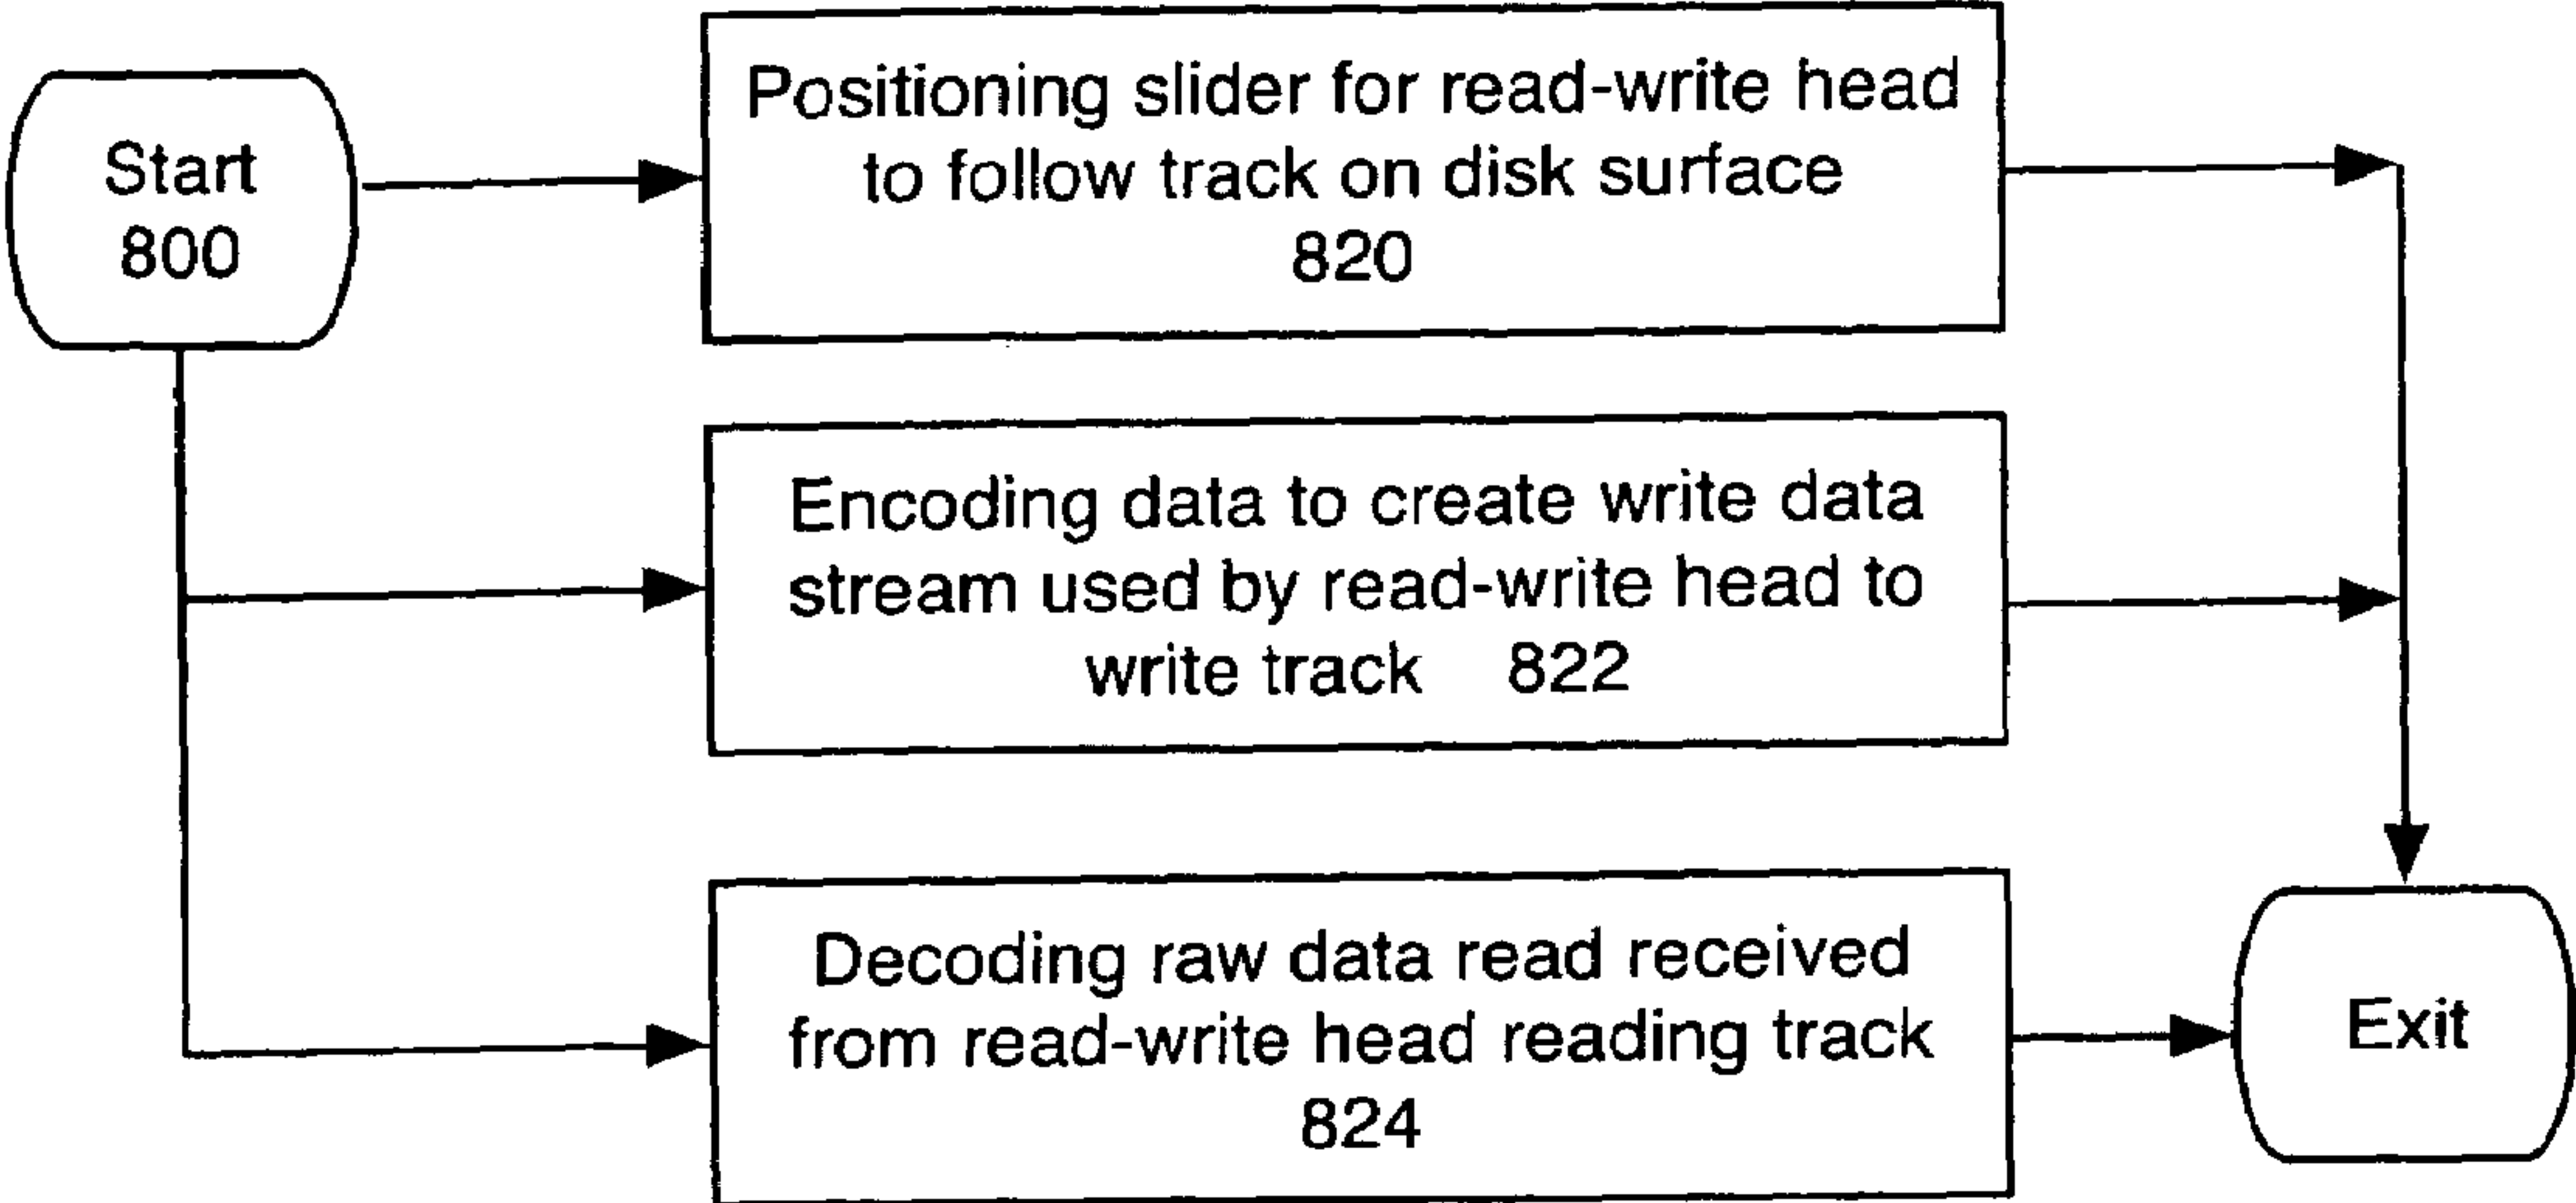 Start
800
Positioning slider for read-write head
to follow track on disk surface
820
Encoding data to create write data
stream used by read-write head to
write track 822
Decoding raw data read received
from read-write head reading track
824
Exit